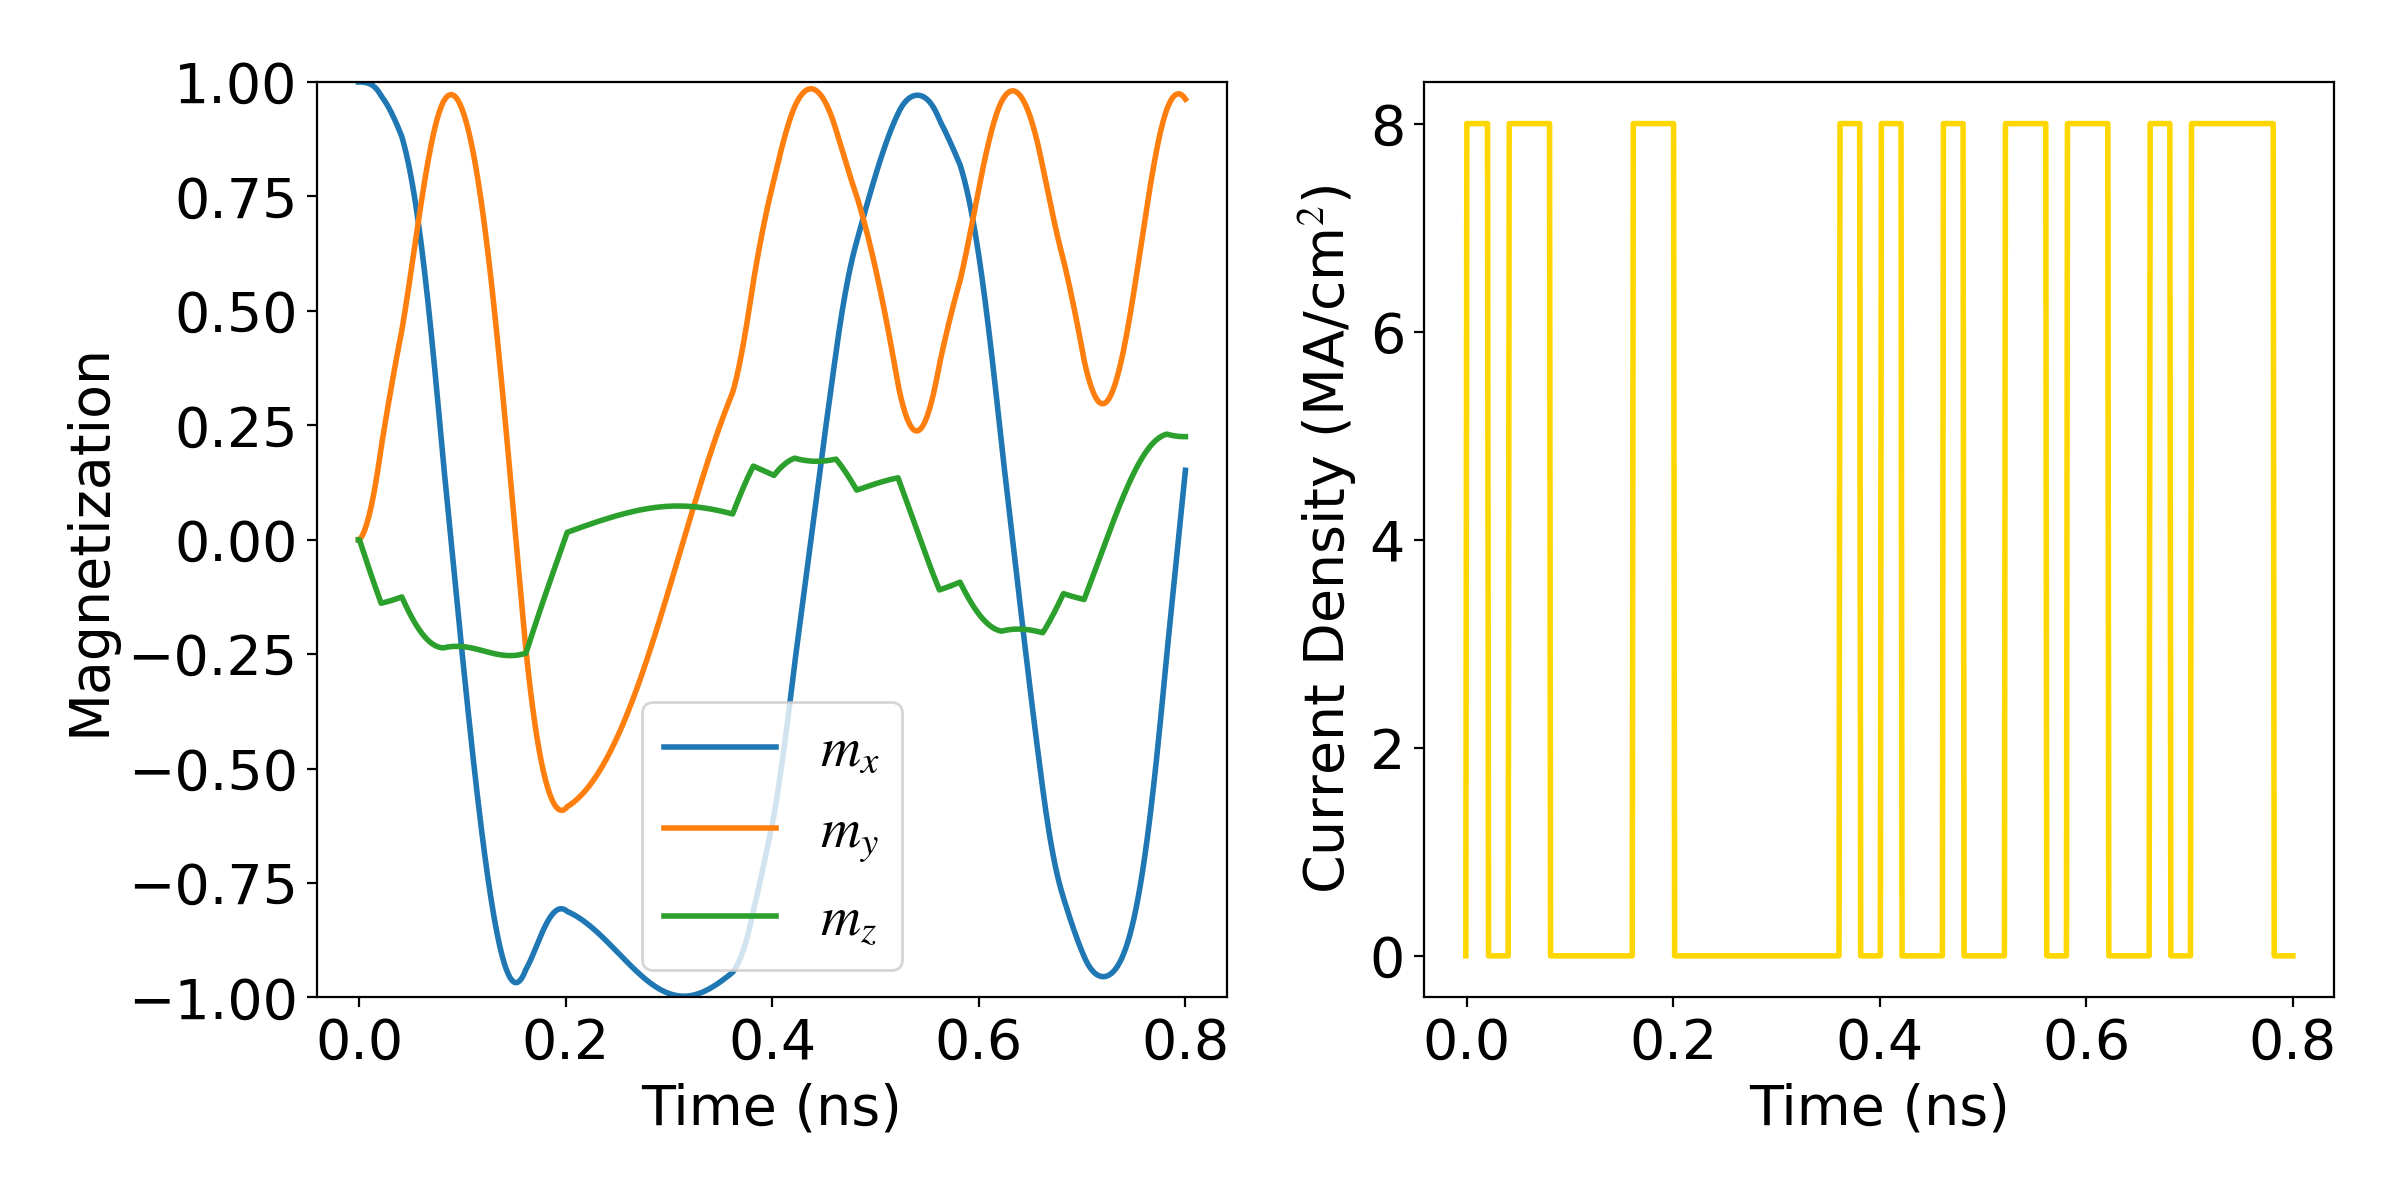 Magnetization
1.00
0.75
0.50
0.25
0.00
−0.25
−0.50
−0.75
−1.00
0.0 0.2 0.4 0.6 0.8
Time (ns)
m_x
m_y
m_z
Current Density (MA/cm²)
8
6
4
2
0
0.0 0.2 0.4 0.6 0.8
Time (ns)